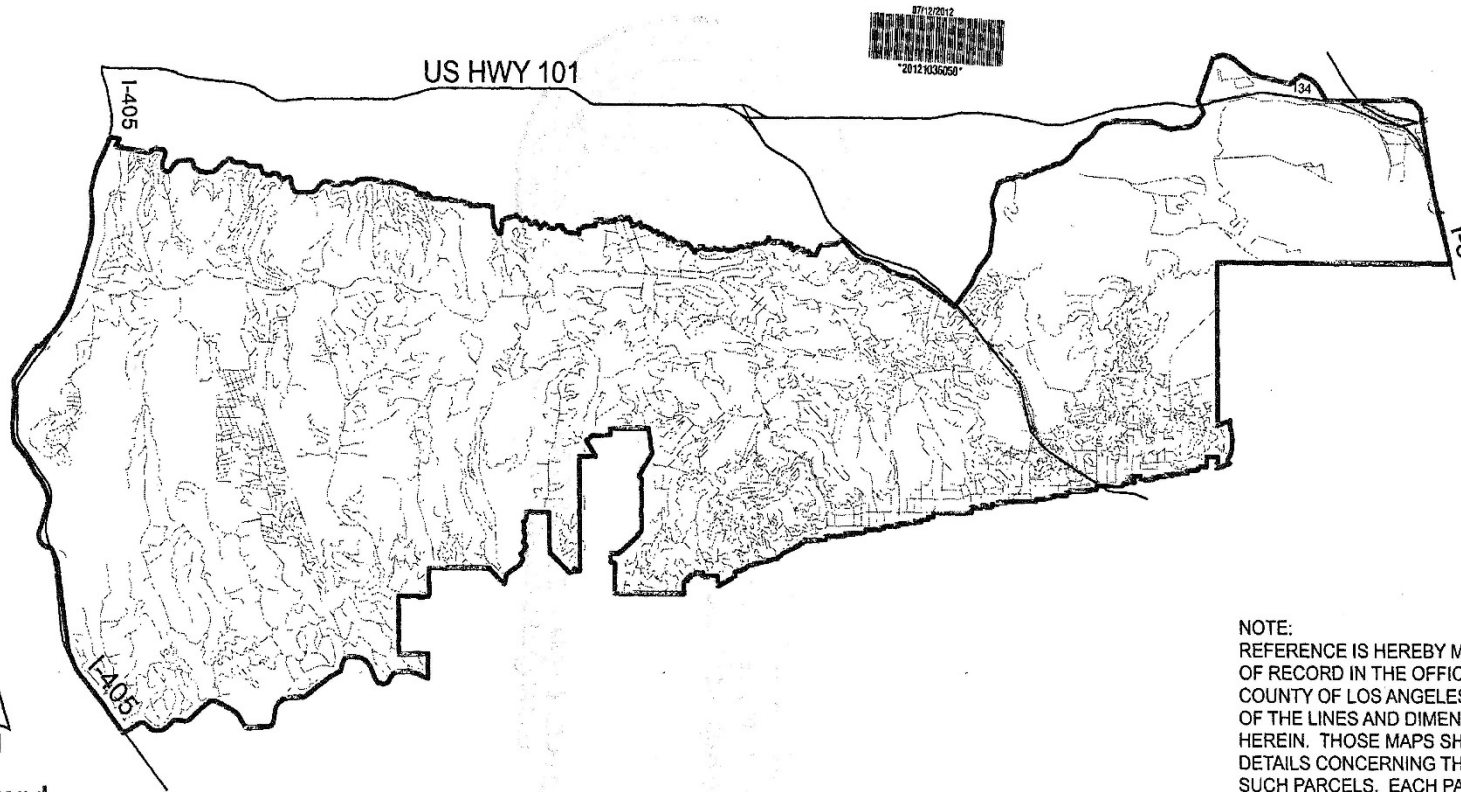 07/12/2012
*20121036050*
US HWY 101
I-405
134
I-5
I-405
NOTE:
REFERENCE IS HEREBY M
OF RECORD IN THE OFFIC
COUNTY OF LOS ANGELES
OF THE LINES AND DIMEN
HEREIN. THOSE MAPS SH
DETAILS CONCERNING TH
SUCH PARCELS. EACH PA